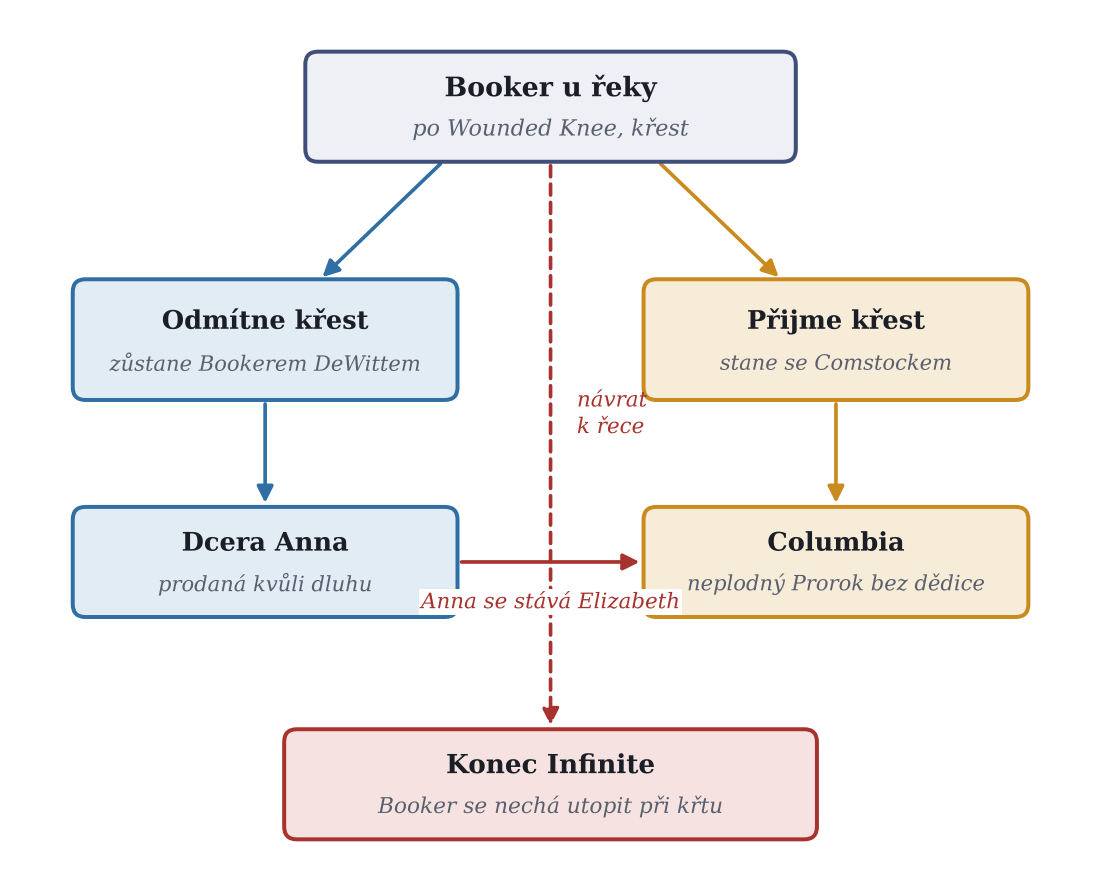 Booker u řeky
po Wounded Knee, křest
Odmítne křest
zůstane Bookerem DeWittem
Přijme křest
stane se Comstockem
návrat
k řece
Dcera Anna
prodaná kvůli dluhu
Columbia
neplodný Prorok bez dědice
Anna se stává Elizabeth
Konec Infinite
Booker se nechá utopit při křtu